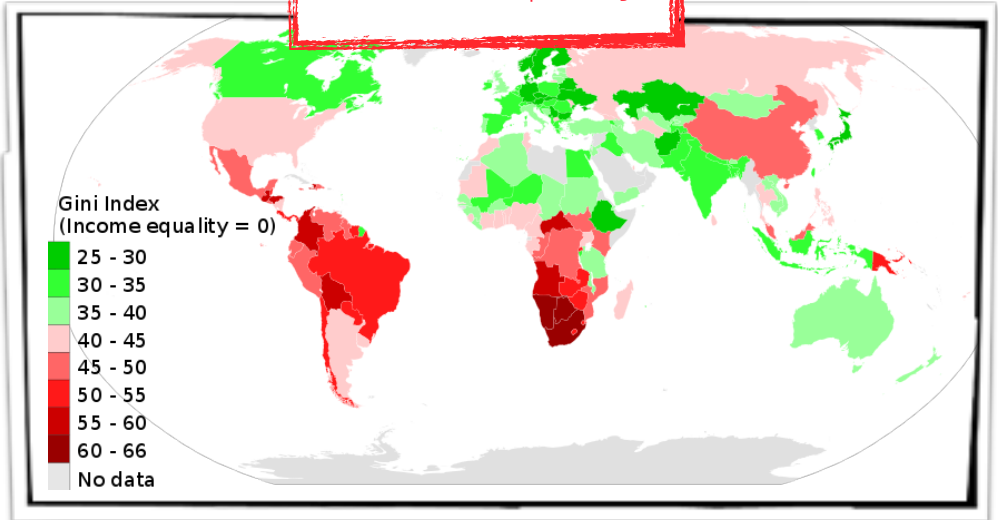 Gini Index
(Income equality = 0)
25 - 30
30 - 35
35 - 40
40 - 45
45 - 50
50 - 55
55 - 60
60 - 66
No data